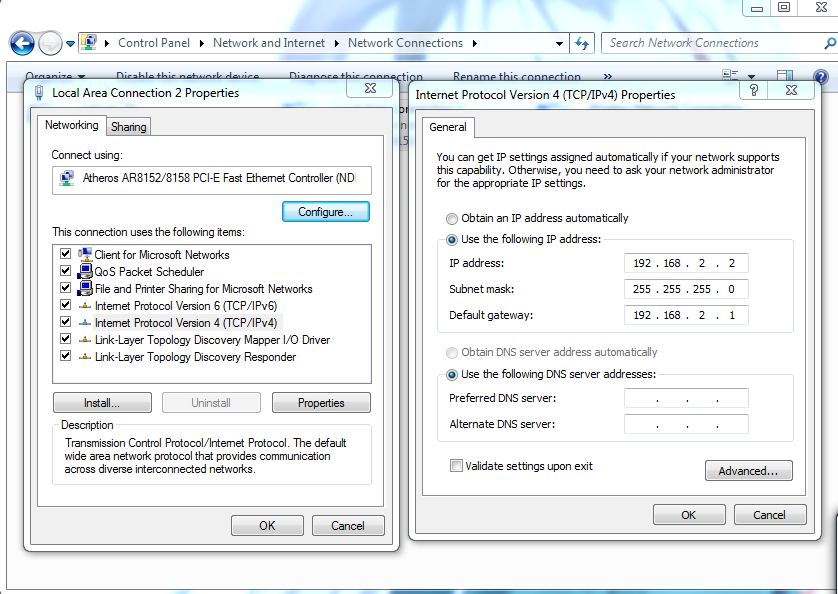 Control Panel
Network and Internet
Network Connections
Search Network Connections
Organize
Disable this network device
Diagnose this connection
Rename this connection
»
Local Area Connection 2 Properties
Networking
Sharing
Connect using:
Atheros AR8152/8158 PCI-E Fast Ethernet Controller (NDI
Configure...
This connection uses the following items:
Client for Microsoft Networks
QoS Packet Scheduler
File and Printer Sharing for Microsoft Networks
Internet Protocol Version 6 (TCP/IPv6)
Internet Protocol Version 4 (TCP/IPv4)
Link-Layer Topology Discovery Mapper I/O Driver
Link-Layer Topology Discovery Responder
Install...
Uninstall
Properties
Description
Transmission Control Protocol/Internet Protocol. The default
wide area network protocol that provides communication
across diverse interconnected networks.
OK
Cancel
Internet Protocol Version 4 (TCP/IPv4) Properties
?
General
You can get IP settings assigned automatically if your network supports
this capability. Otherwise, you need to ask your network administrator
for the appropriate IP settings.
Obtain an IP address automatically
Use the following IP address:
IP address: 192 . 168 . 2 . 2
Subnet mask: 255 . 255 . 255 . 0
Default gateway: 192 . 168 . 2 . 1
Obtain DNS server address automatically
Use the following DNS server addresses:
Preferred DNS server: . . .
Alternate DNS server: . . .
Validate settings upon exit
Advanced...
OK
Cancel